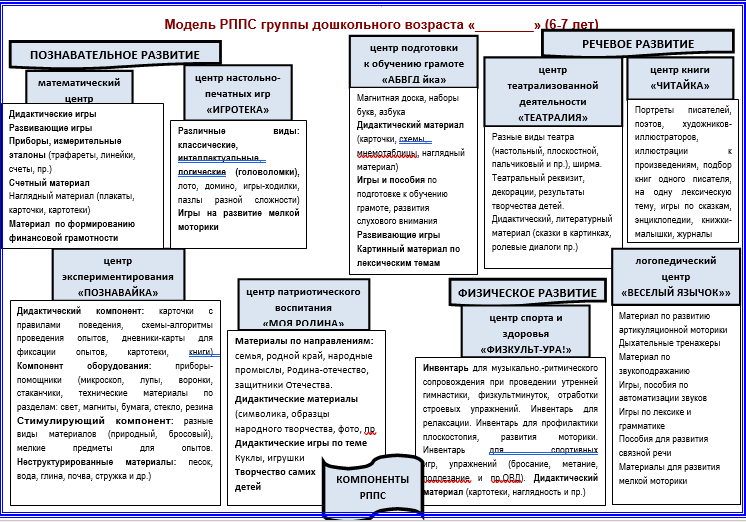 Модель РППС группы дошкольного возраста «_________» (6-7 лет)
ПОЗНАВАТЕЛЬНОЕ РАЗВИТИЕ
математический
центр
Дидактические игры
Развивающие игры
Приборы, измерительные
эталоны (трафареты, линейки,
счеты, пр.)
Счетный материал
Наглядный материал (плакаты,
карточки, картотеки)
Материал по формированию
финансовой грамотности
центр настольно-
печатных игр
«ИГРОТЕКА»
Различные виды:
классические,
интеллектуальные,
логические (головоломки),
лото, домино, игры-ходилки,
пазлы разной сложности)
Игры на развитие мелкой
моторики
центр подготовки
к обучению грамоте
«АБВГД йка»
Магнитная доска, наборы
букв, азбука
Дидактический материал
(карточки, схемы,
мнемотаблицы, наглядный
материал)
Игры и пособия по
подготовке к обучению
грамоте, развития
слухового внимания
Развивающие игры
Картинный материал по
лексическим темам
РЕЧЕВОЕ РАЗВИТИЕ
центр
театрализованной
деятельности
«ТЕАТРАЛИЯ»
Разные виды театра
(настольный, плоскостной,
пальчиковый и пр.), ширма.
Театральный реквизит,
декорации, результаты
творчества детей.
Дидактический, литературный
материал (сказки в картинках,
ролевые диалоги пр.)
центр книги
«ЧИТАЙКА»
Портреты писателей,
поэтов, художников-
иллюстраторов,
иллюстрации к
произведениям, подбор
книг одного писателя,
на одну лексическую
тему, игры по сказкам,
энциклопедии, книжки-
малышки, журналы
центр
экспериментирования
«ПОЗНАВАЙКА»
Дидактический компонент: карточки с
правилами поведения, схемы-алгоритмы
проведения опытов, дневники-карты для
фиксации опытов, картотеки, книги)
Компонент оборудования: приборы-
помощники (микроскоп, лупы, воронки,
стаканчики, технические материалы по
разделам: свет, магниты, бумага, стекло, резина
Стимулирующий компонент: разные
виды материалов (природный, бросовый),
мелкие предметы для опытов.
Неструктурированные материалы: песок,
вода, глина, почва, стружка и др.)
центр патриотического
воспитания
«МОЯ РОДИНА»
Материалы по направлениям:
семья, родной край, народные
промыслы, Родина-отечество,
защитники Отечества.
Дидактические материалы
(символика, образцы
народного творчества, фото, пр
Дидактические игры по теме
Куклы, игрушки
Творчество самих
детей
КОМПОНЕНТЫ
РППС
ФИЗИЧЕСКОЕ РАЗВИТИЕ
центр спорта и
здоровья
«ФИЗКУЛЬТ-УРА!»
Инвентарь для музыкально.-ритмического
сопровождения при проведении утренней
гимнастики, физкультминуток, отработки
строевых упражнений. Инвентарь для
релаксации. Инвентарь для профилактики
плоскостопия, развития моторики.
Инвентарь для спортивных
игр, упражнений (бросание, метание,
подлезание и пр.ОВД). Дидактический
материал (картотеки, наглядность и пр.)
логопедический
центр
«ВЕСЕЛЫЙ ЯЗЫЧОК»»
Материал по развитию
артикуляционной моторики
Дыхательные тренажеры
Материал по
звукоподражанию
Игры, пособия по
автоматизации звуков
Игры по лексике и
грамматике
Пособия для развития
связной речи
Материалы для развития
мелкой моторики